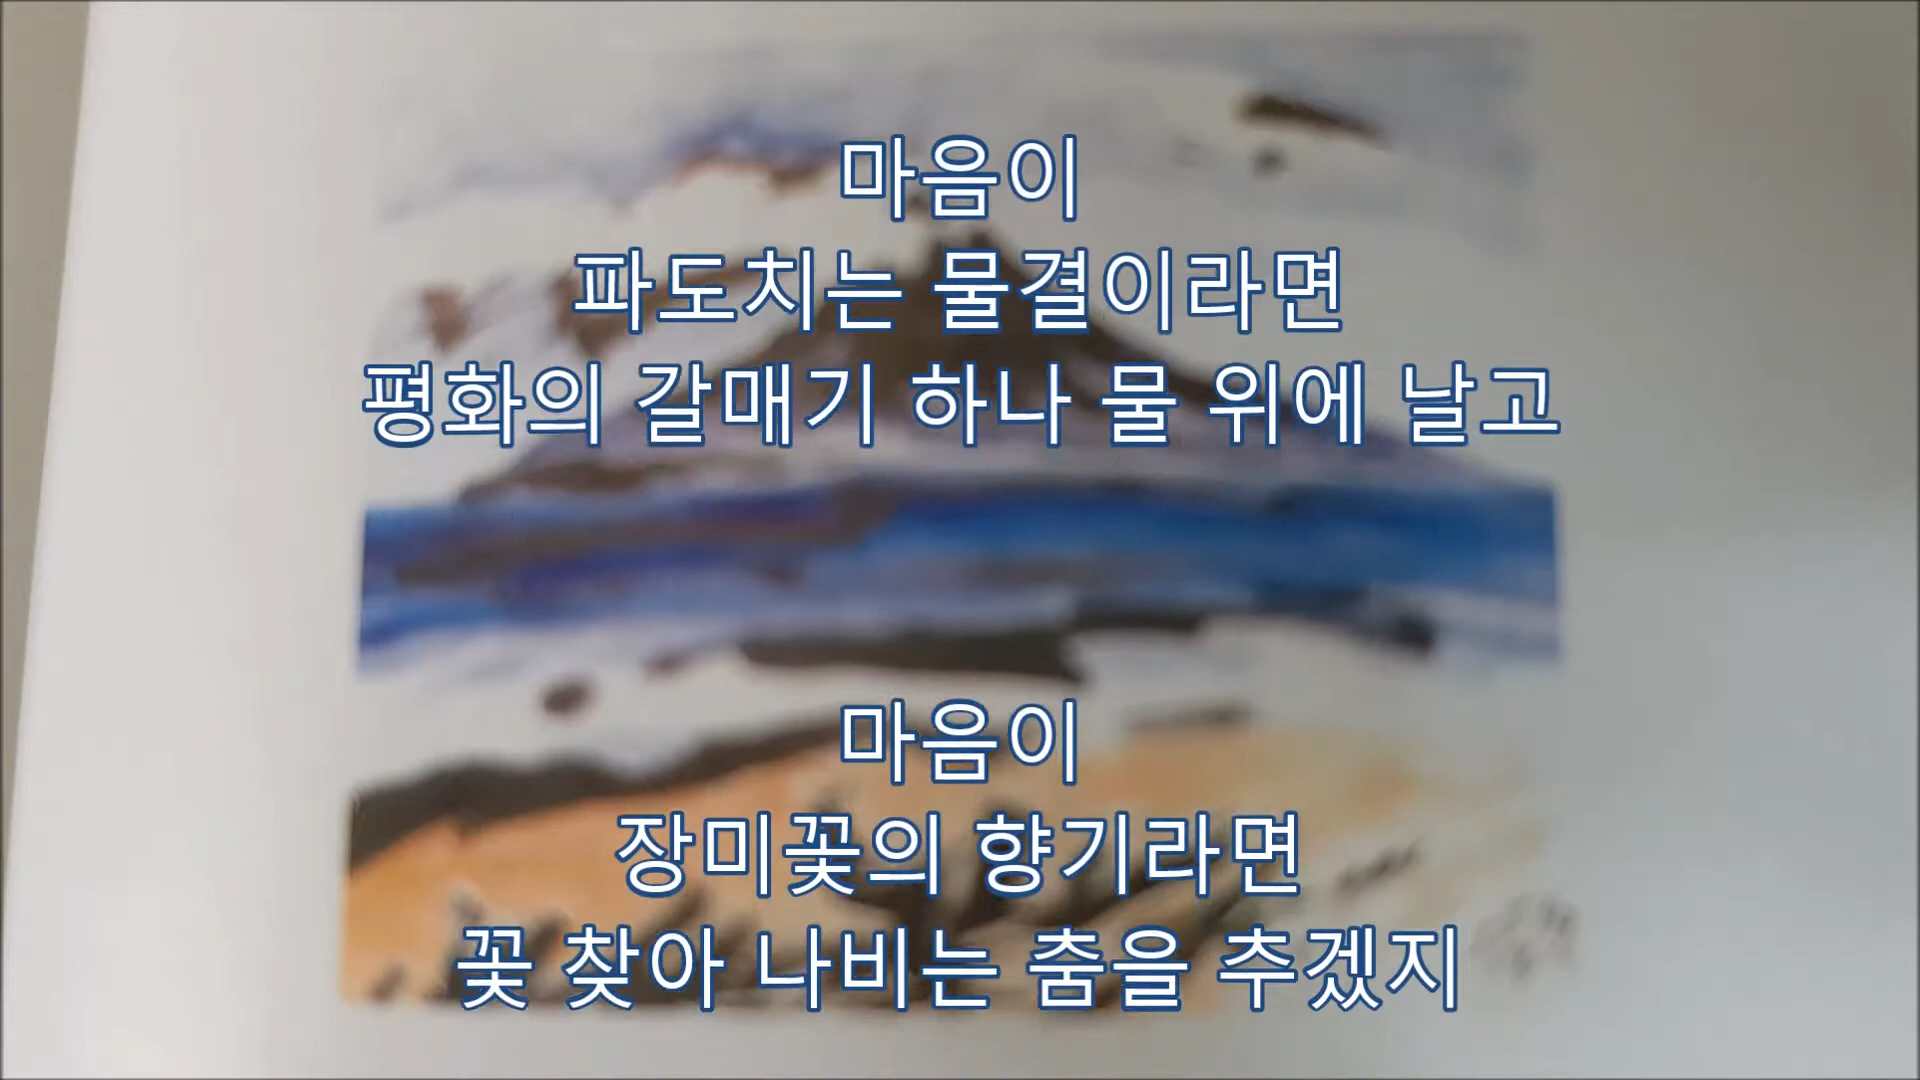 마음이
파도치는 물결이라면
평화의 갈매기 하나 물 위에 날고
마음이
장미꽃의 향기라면
꽃 찾아 나비는 춤을 추겠지